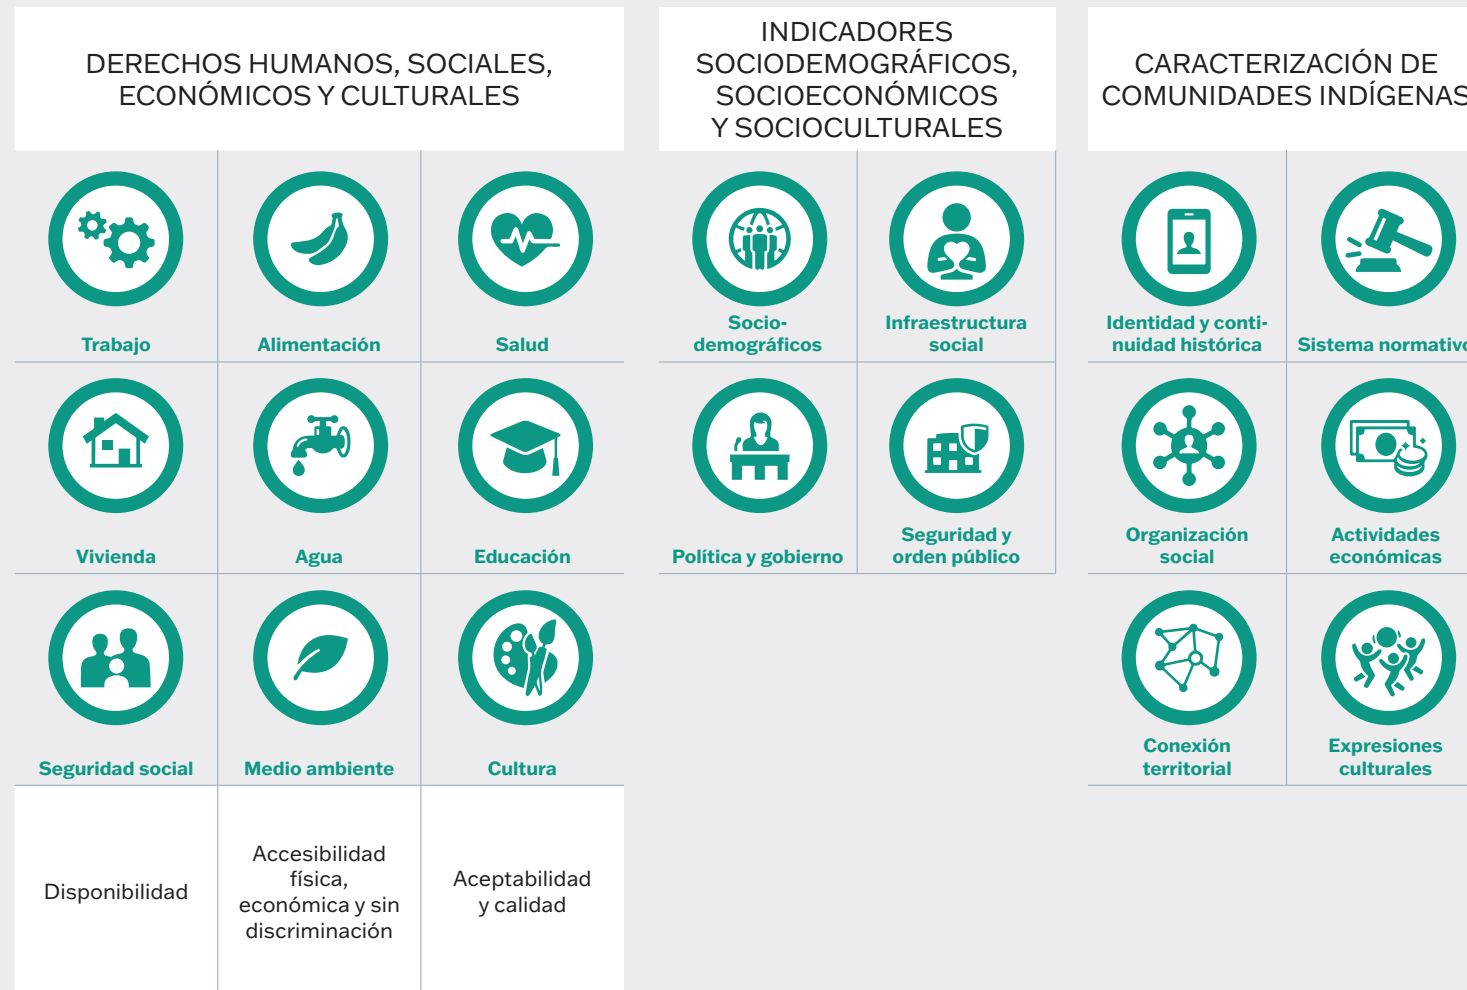 DERECHOS HUMANOS, SOCIALES,
ECONÓMICOS Y CULTURALES
Trabajo
Alimentación
Salud
Vivienda
Agua
Educación
Seguridad social
Medio ambiente
Cultura
Disponibilidad
Accesibilidad
física,
económica y sin
discriminación
Aceptabilidad
y calidad
INDICADORES
SOCIODEMOGRÁFICOS,
SOCIOECONÓMICOS
Y SOCIOCULTURALES
Socio-
demográficos
Infraestructura
social
Política y gobierno
Seguridad y
orden público
CARACTERIZACIÓN DE
COMUNIDADES INDÍGENAS
Identidad y conti-
nuidad histórica
Sistema normativo
Organización
social
Actividades
económicas
Conexión
territorial
Expresiones
culturales